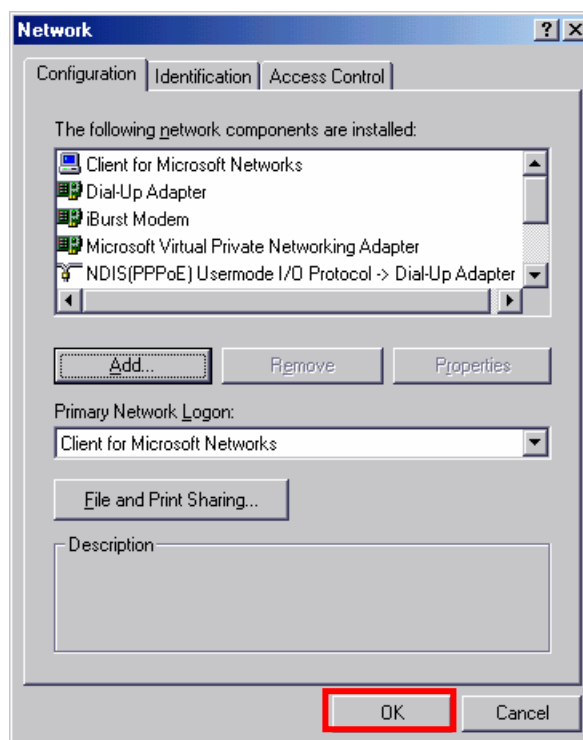 Network
Configuration Identification Access Control
The following network components are installed:
Client for Microsoft Networks
Dial-Up Adapter
iBurst Modem
Microsoft Virtual Private Networking Adapter
NDIS(PPPoE) Usermode I/O Protocol -> Dial-Up Adapter
Add... Remove Properties
Primary Network Logon:
Client for Microsoft Networks
File and Print Sharing...
Description
OK Cancel